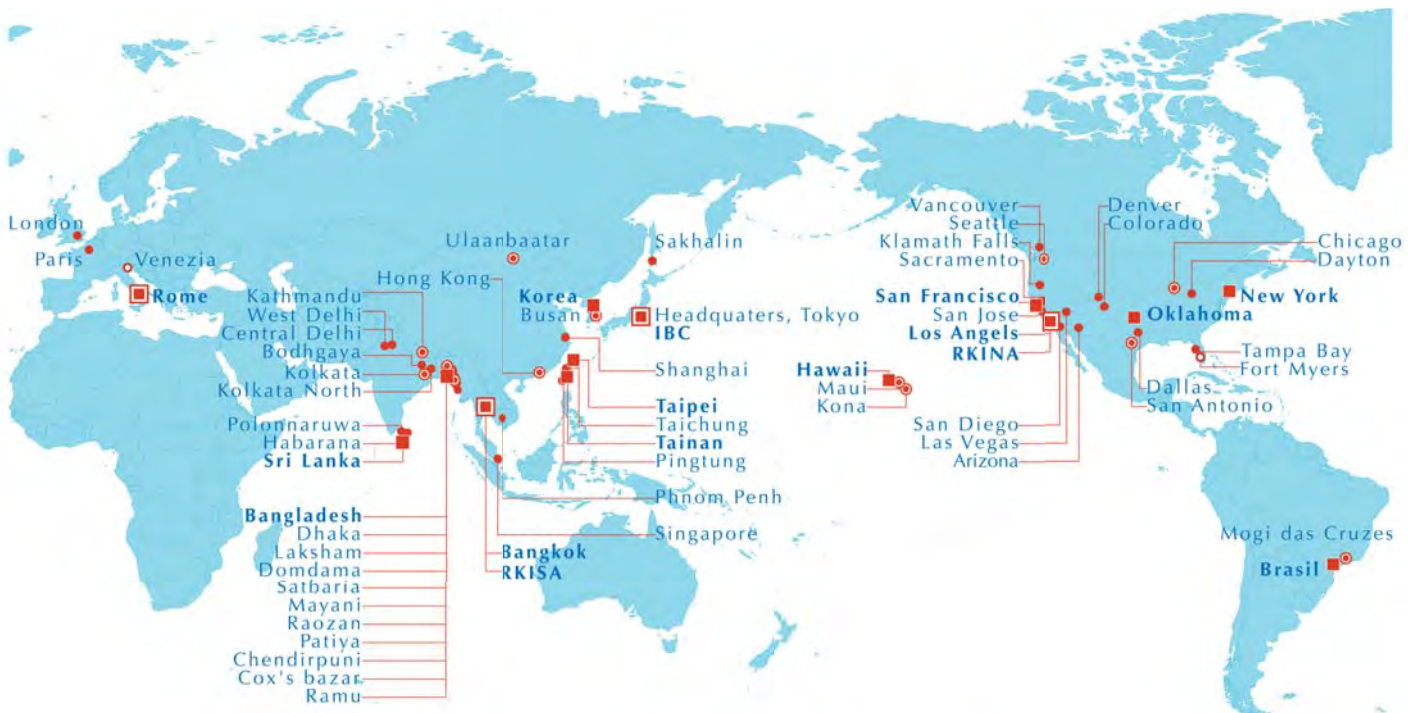 London
Paris
Venezia
Rome
Ulaanbaatar
Hong Kong
Sakhalin
Korea
Busan
Headquaters, Tokyo
IBC
Kathmandu
West Delhi
Central Delhi
Bodhgaya
Kolkata
Kolkata North
Polonnaruwa
Habarana
Sri Lanka
Shanghai
Taipei
Taichung
Tainan
Pingtung
Phnom Penh
Singapore
Bangkok
RKISA
Bangladesh
Dhaka
Laksham
Domdama
Satbaria
Mayani
Raozan
Patiya
Chendirpuni
Cox's bazar
Ramu
Vancouver
Seattle
Klamath Falls
Sacramento
San Francisco
San Jose
Los Angels
RKINA
Hawaii
Maui
Kona
San Diego
Las Vegas
Arizona
Denver
Colorado
Chicago
Dayton
New York
Oklahoma
Tampa Bay
Fort Myers
Dallas
San Antonio
Mogi das Cruzes
Brasil